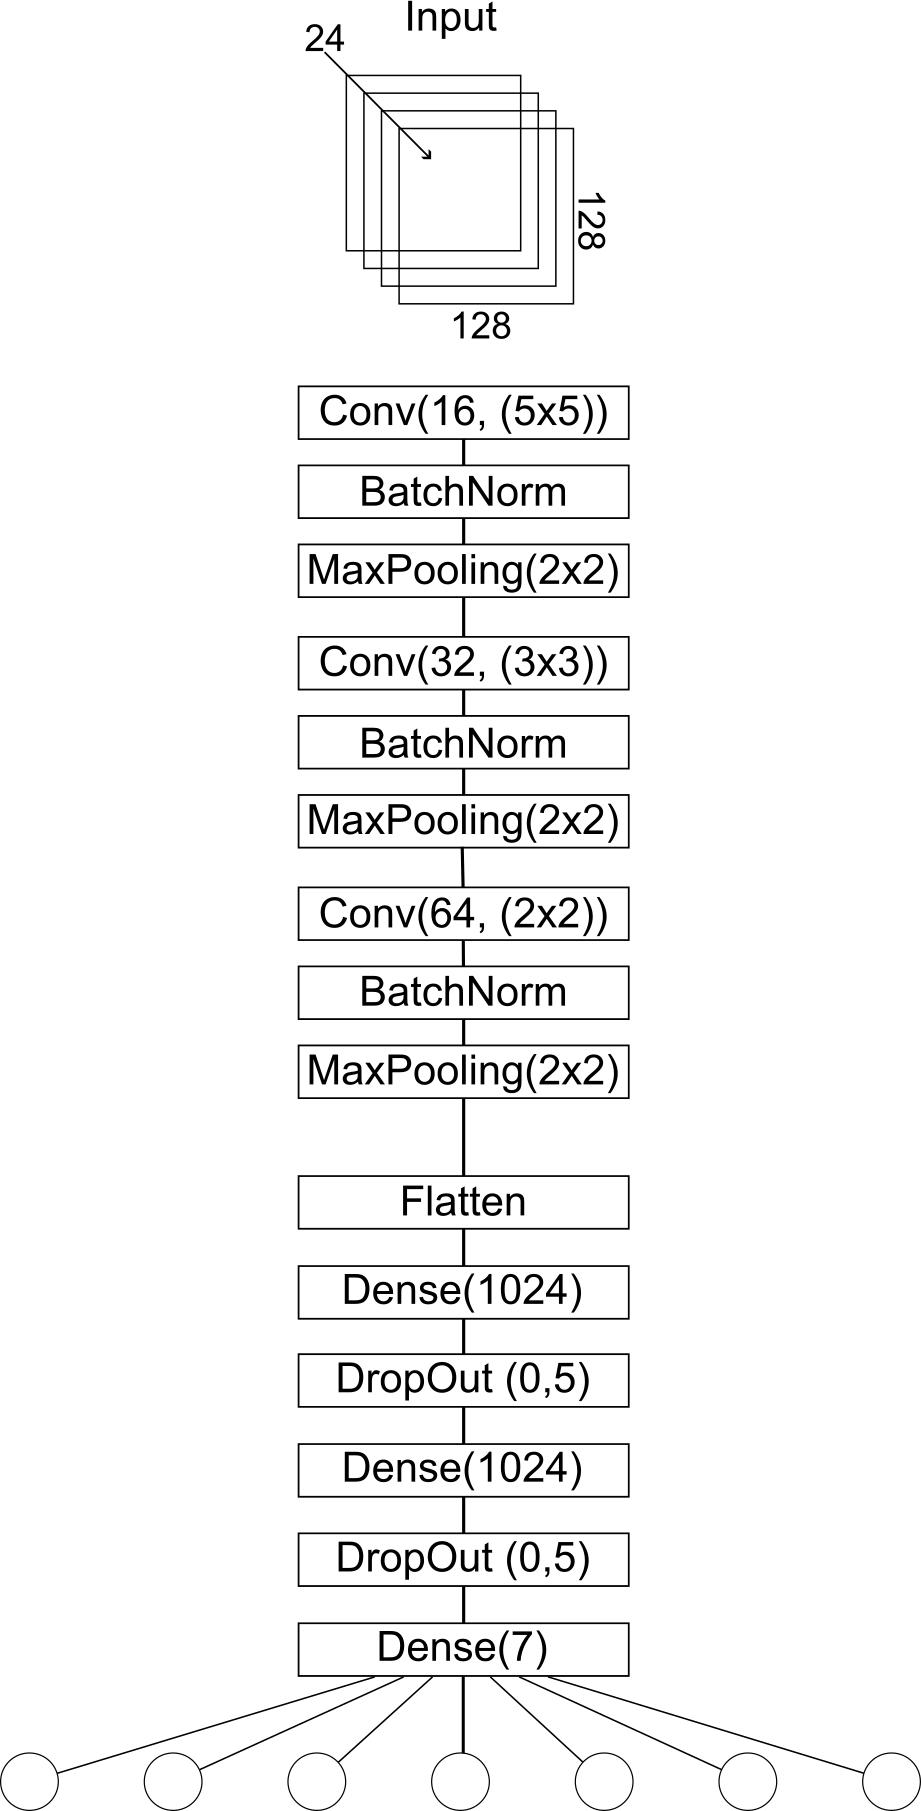 Input
24
128
128
Conv(16, (5x5))
BatchNorm
MaxPooling(2x2)
Conv(32, (3x3))
BatchNorm
MaxPooling(2x2)
Conv(64, (2x2))
BatchNorm
MaxPooling(2x2)
Flatten
Dense(1024)
DropOut (0,5)
Dense(1024)
DropOut (0,5)
Dense(7)